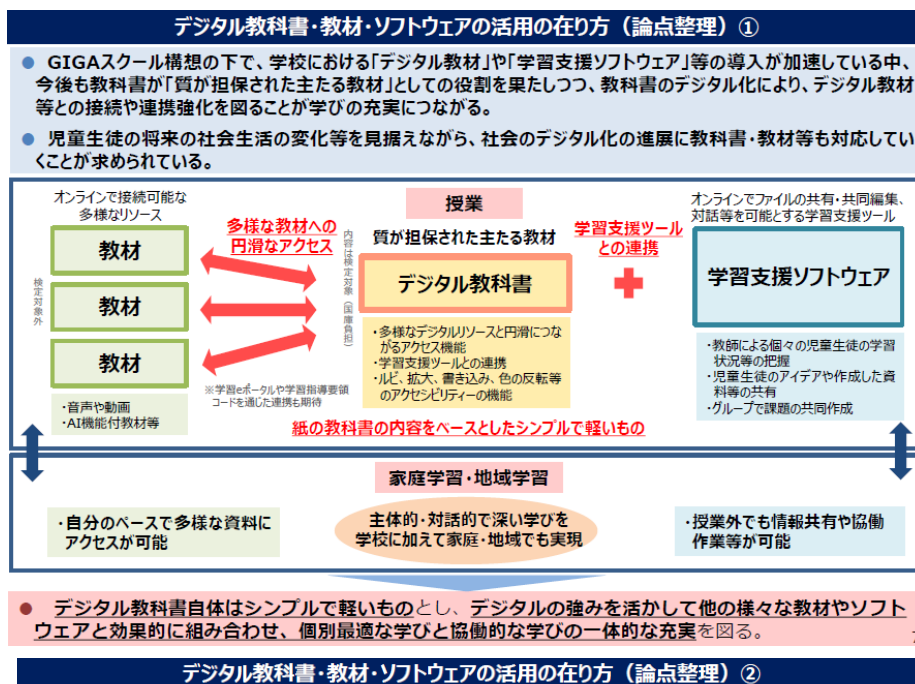 デジタル教科書・教材・ソフトウェアの活用の在り方（論点整理）①
● GIGAスクール構想の下で、学校における「デジタル教材」や「学習支援ソフトウェア」等の導入が加速している中、
今後も教科書が「質が担保された主たる教材」としての役割を果たしつつ、教科書のデジタル化により、デジタル教材
等との接続や連携強化を図ることが学びの充実につながる。
● 児童生徒の将来の社会生活の変化等を見据えながら、社会のデジタル化の進展に教科書・教材等も対応してい
くことが求められている。
オンラインで接続可能な
多様なリソース
教材
教材
教材
検定対象外
・音声や動画
・AI機能付教材等
多様な教材への
円滑なアクセス
※学習eポータルや学習指導要領
コードを通じた連携も期待
授業
質が担保された主たる教材
内容は検定対象（国庫負担）
デジタル教科書
・多様なデジタルリソースと円滑につな
がるアクセス機能
・学習支援ツールとの連携
・ルビ、拡大、書き込み、色の反転等
のアクセシビリティーの機能
学習支援ツール
との連携
オンラインでファイルの共有・共同編集、
対話等を可能とする学習支援ツール
学習支援ソフトウェア
・教師による個々の児童生徒の学習
状況等の把握
・児童生徒のアイデアや作成した資
料等の共有
・グループで課題の共同作成
紙の教科書の内容をベースとしたシンプルで軽いもの
家庭学習・地域学習
・自分のペースで多様な資料に
アクセスが可能
主体的・対話的で深い学びを
学校に加えて家庭・地域でも実現
・授業外でも情報共有や協働
作業等が可能
● デジタル教科書自体はシンプルで軽いものとし、デジタルの強みを活かして他の様々な教材やソフト
ウェアと効果的に組み合わせ、個別最適な学びと協働的な学びの一体的な充実を図る。
デジタル教科書・教材・ソフトウェアの活用の在り方（論点整理）②